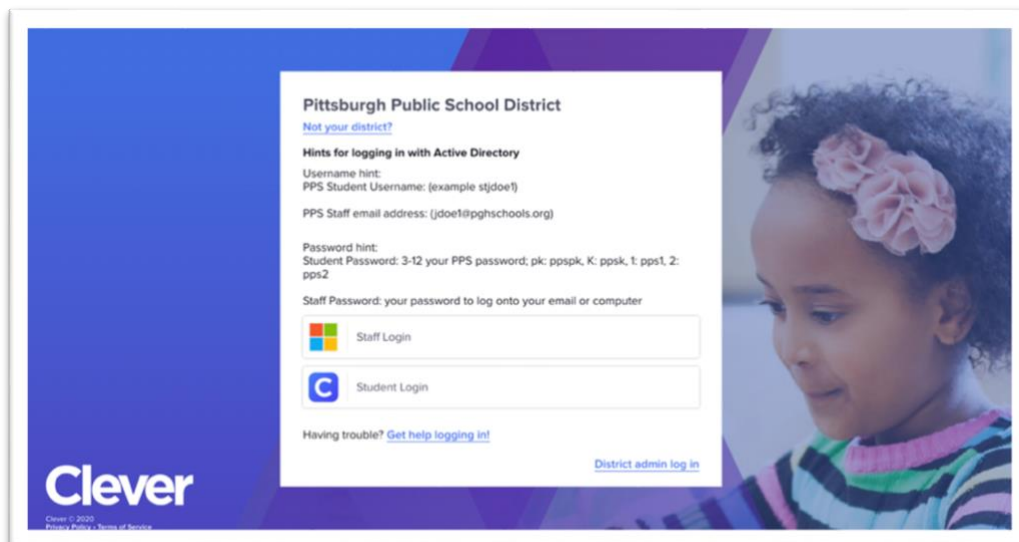 Pittsburgh Public School District
Not your district?
Hints for logging in with Active Directory
Username hint:
PPS Student Username: (example stjdoe1)
PPS Staff email address: (jdoe1@pghschools.org)
Password hint:
Student Password: 3-12 your PPS password; pk: ppspk, K: ppsk, 1: pps1, 2:
pps2
Staff Password: your password to log onto your email or computer
Staff Login
C Student Login
Having trouble? Get help logging in!
District admin log in
Clever
Clever © 2020
Privacy Policy • Terms of Service